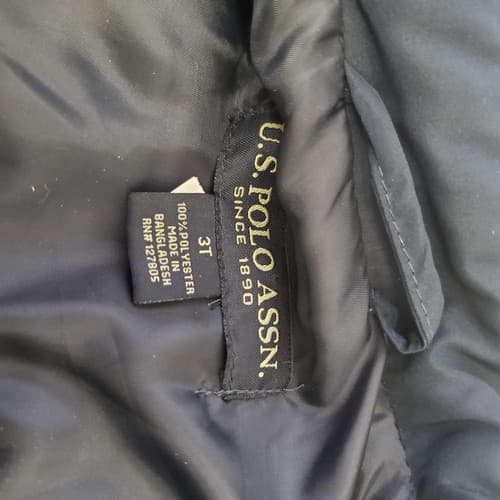 U.S. POLO ASSN.
SINCE 1890
3T
100% POLYESTER
MADE IN
BANGLADESH
RN# 127805